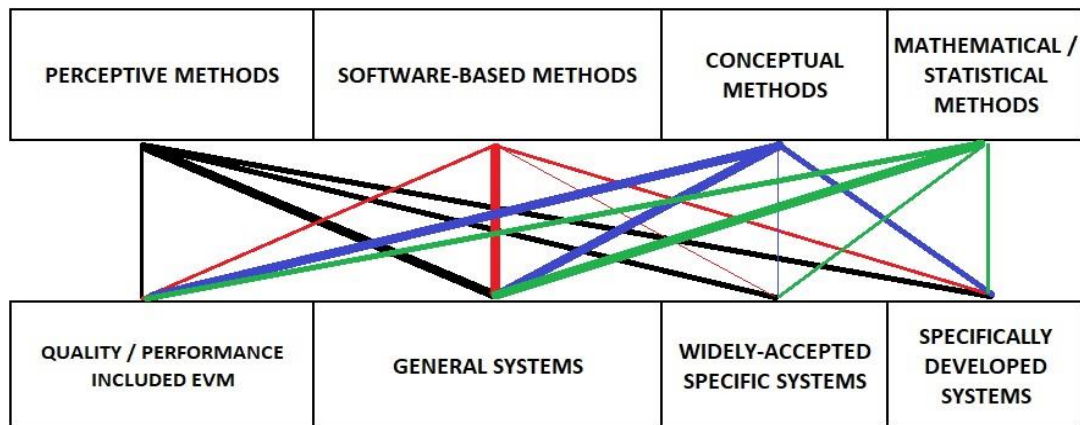 PERCEPTIVE METHODS
SOFTWARE-BASED METHODS
CONCEPTUAL
METHODS
MATHEMATICAL /
STATISTICAL
METHODS
QUALITY / PERFORMANCE
INCLUDED EVM
GENERAL SYSTEMS
WIDELY-ACCEPTED
SPECIFIC SYSTEMS
SPECIFICALLY
DEVELOPED
SYSTEMS